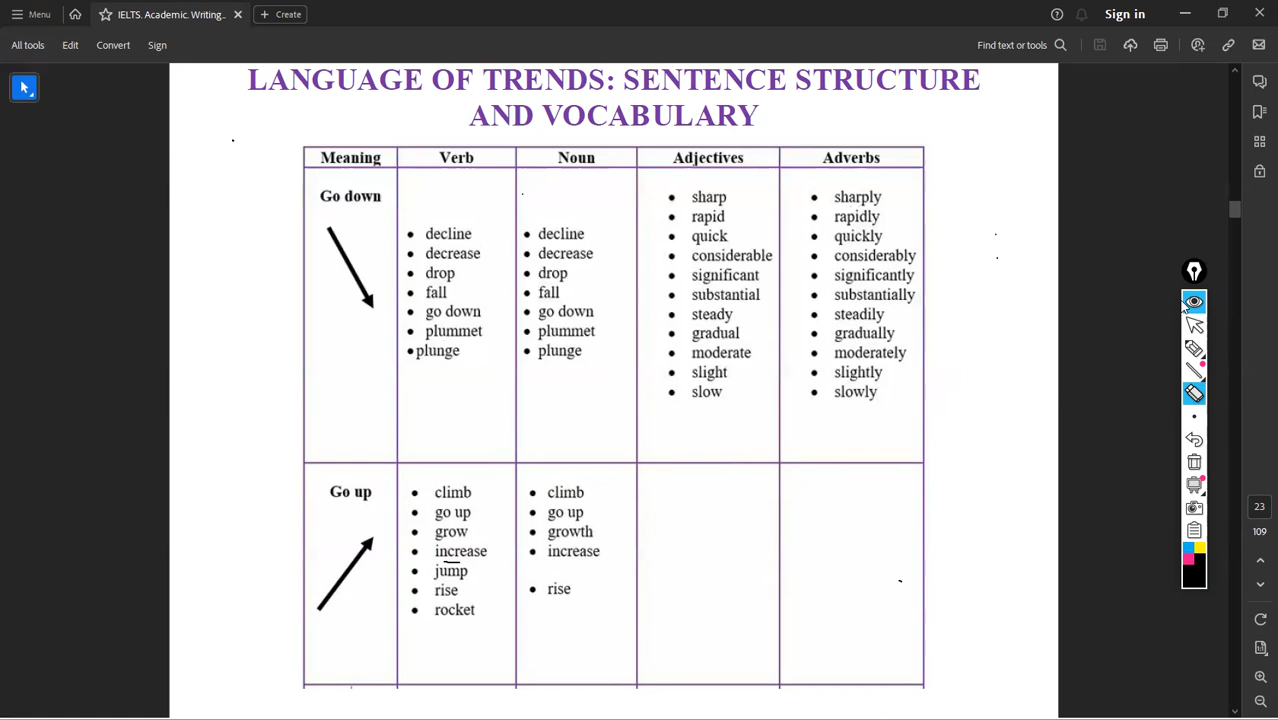 Menu
IELTS. Academic. Writing...
Create
Sign in
All tools
Edit
Convert
Sign
Find text or tools
LANGUAGE OF TRENDS: SENTENCE STRUCTURE
AND VOCABULARY
Meaning
Verb
Noun
Adjectives
Adverbs
Go down
• decline
• decrease
• drop
• fall
• go down
• plummet
• plunge
• decline
• decrease
• drop
• fall
• go down
• plummet
• plunge
• sharp
• rapid
• quick
• considerable
• significant
• substantial
• steady
• gradual
• moderate
• slight
• slow
• sharply
• rapidly
• quickly
• considerably
• significantly
• substantially
• steadily
• gradually
• moderately
• slightly
• slowly
Go up
• climb
• go up
• grow
• increase
• jump
• rise
• rocket
• climb
• go up
• growth
• increase
• rise
23
109